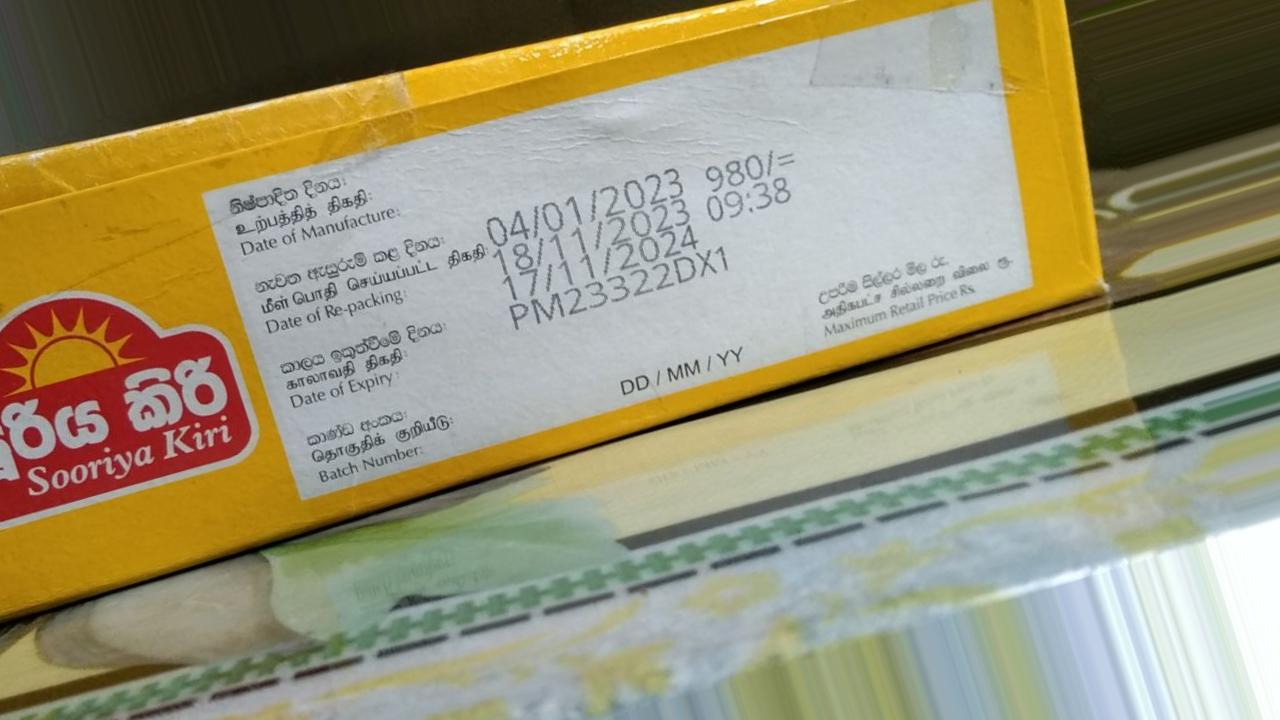 නිෂ්පාදිත දිනය:
உற்பத்தித் திகதி:
Date of Manufacture:
04/01/2023 980/=
නැවත ඇසුරුම් කළ දිනය:
மீள் பொதி செய்யப்பட்ட திகதி:
Date of Re-packing:
18/11/2023 09:38
කාලය ඉකුත්වීමේ දිනය:
காலாவதி திகதி:
Date of Expiry:
17/11/2024
කාණ්ඩ අංකය:
தொகுதிக் குறியீடு:
Batch Number:
PM23322DX1
DD / MM / YY
උපරිම සිල්ලර මිල රු.
அதிகபட்ச சில்லறை விலை ரூ.
Maximum Retail Price Rs.
රිය කිරි
Sooriya Kiri